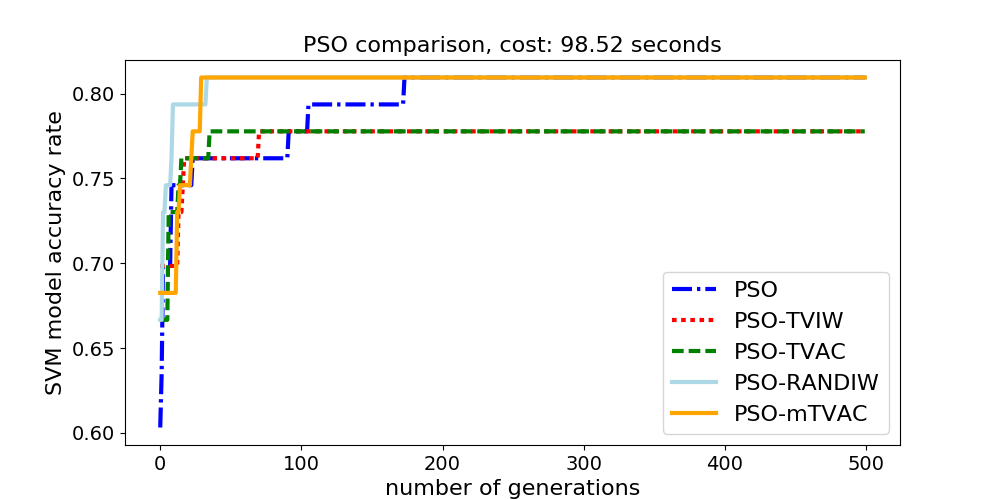 PSO comparison, cost: 98.52 seconds
SVM model accuracy rate
0.80
0.75
0.70
0.65
0.60
0 100 200 300 400 500
number of generations
PSO
PSO-TVIW
PSO-TVAC
PSO-RANDIW
PSO-mTVAC